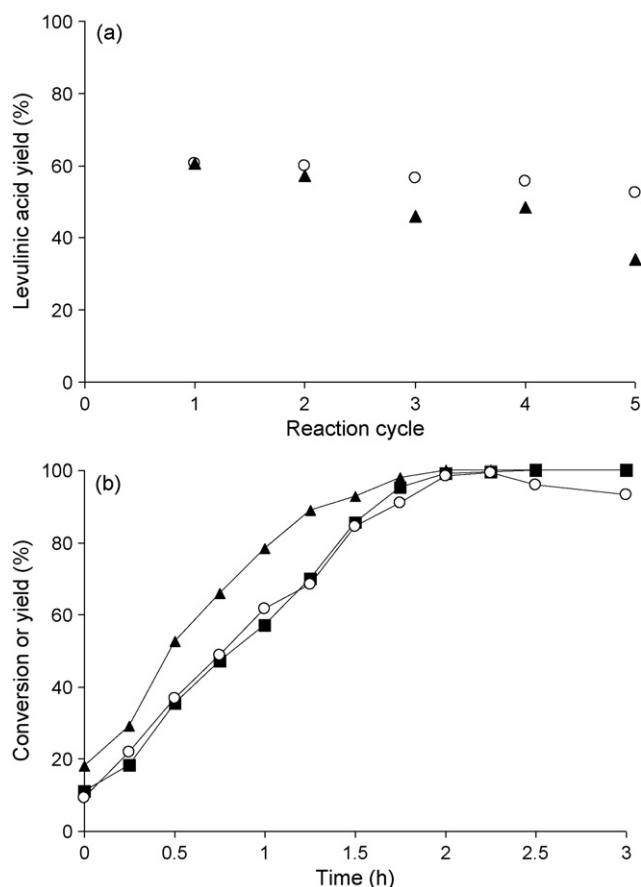 (a)
Levulinic acid yield (%)
100
80
60
40
20
0
0 1 2 3 4 5
Reaction cycle
(b)
Conversion or yield (%)
100
80
60
40
20
0
0 0.5 1 1.5 2 2.5 3
Time (h)